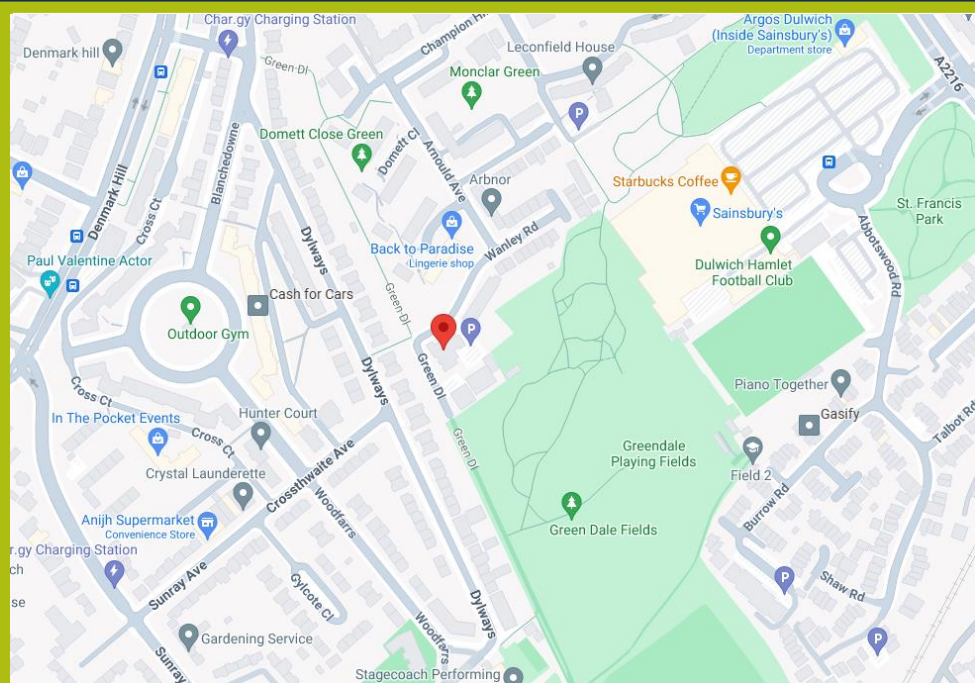 Char.gy Charging Station
Champion Hi
Argos Dulwich
(Inside Sainsbury's)
Department store
Denmark hill
Leconfield House
A2216
Green Dl
Monclar Green
P
Domett Close Green
Domett Cl
Arnould Ave
Blanchedowne
Arbnor
Starbucks Coffee
Sainsbury's
St. Francis
Park
Denmark Hill
Cross Ct
Dylways
Back to Paradise
Lingerie shop
Wanley Rd
Dulwich Hamlet
Football Club
Abbotswood Rd
Paul Valentine Actor
Cash for Cars
Green Dl
Outdoor Gym
P
Green Dl
Dylways
Cross Ct
Piano Together
Gasify
Talbot Rd
In The Pocket Events
Hunter Court
Cross Ct
Green Dl
Greendale
Playing Fields
Field 2
Crystal Launderette
Crossthwaite Ave
Woodfarrs
Burrow Rd
Anijh Supermarket
Convenience Store
Green Dale Fields
r.gy Charging Station
ch
Sunray Ave
Gylcote Cl
P
Shaw Rd
se
Dylways
Woodfarrs
Gardening Service
P
Sunray
Stagecoach Performing